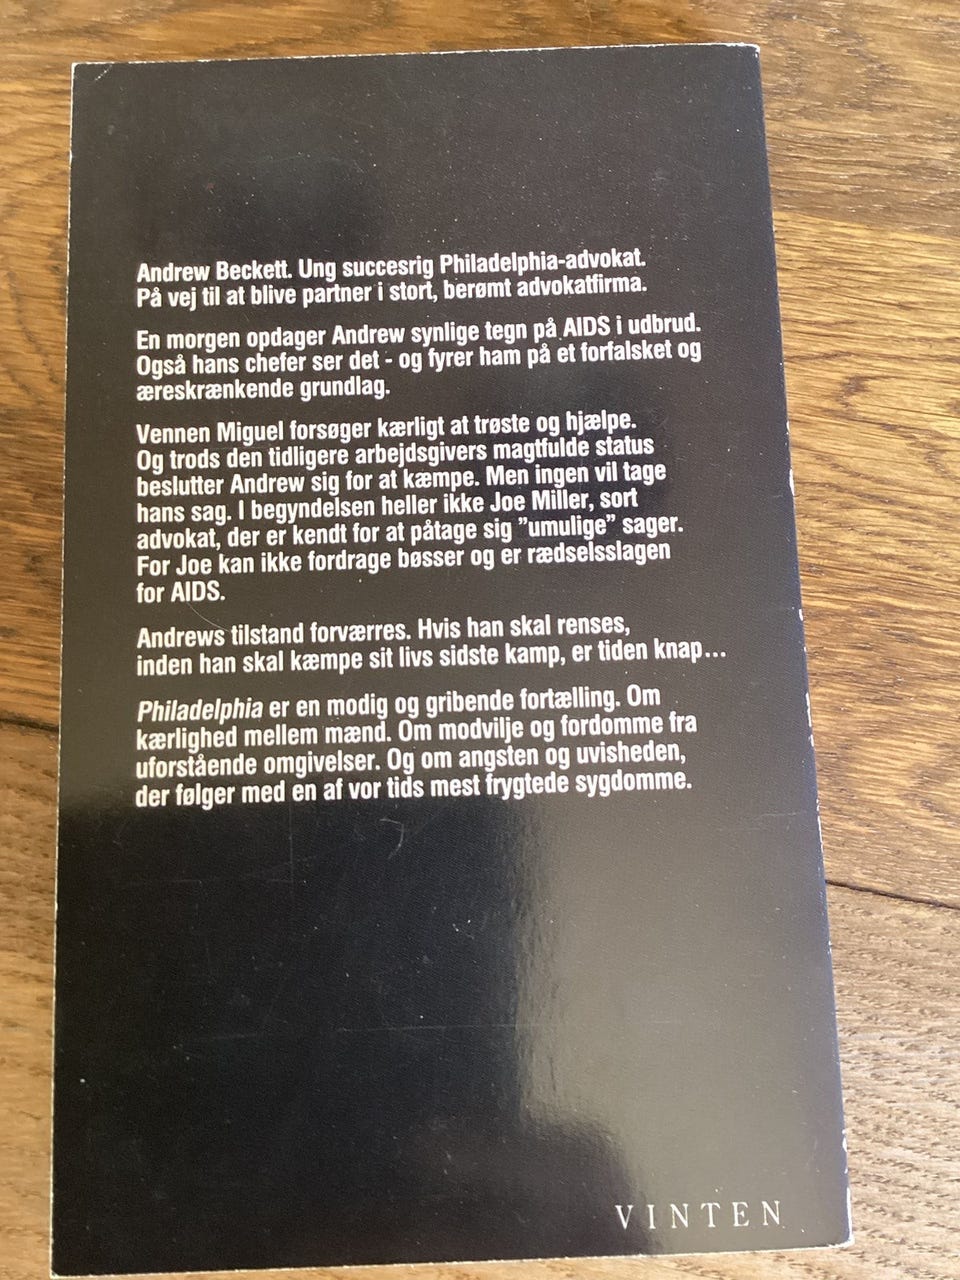 Andrew Beckett. Ung succesrig Philadelphia-advokat.
På vej til at blive partner i stort, berømt advokatfirma.
En morgen opdager Andrew synlige tegn på AIDS i udbrud.
Også hans chefer ser det - og fyrer ham på et forfalsket og
æreskrænkende grundlag.
Vennen Miguel forsøger kærligt at trøste og hjælpe.
Og trods den tidligere arbejdsgivers magtfulde status
beslutter Andrew sig for at kæmpe. Men ingen vil tage
hans sag. I begyndelsen heller ikke Joe Miller, sort
advokat, der er kendt for at påtage sig ”umulige” sager.
For Joe kan ikke fordrage bøsser og er rædselsslagen
for AIDS.
Andrews tilstand forværres. Hvis han skal renses,
inden han skal kæmpe sit livs sidste kamp, er tiden knap...
Philadelphia er en modig og gribende fortælling. Om
kærlighed mellem mænd. Om modvilje og fordomme fra
uforstående omgivelser. Og om angsten og uvisheden,
der følger med en af vor tids mest frygtede sygdomme.
VINTEN